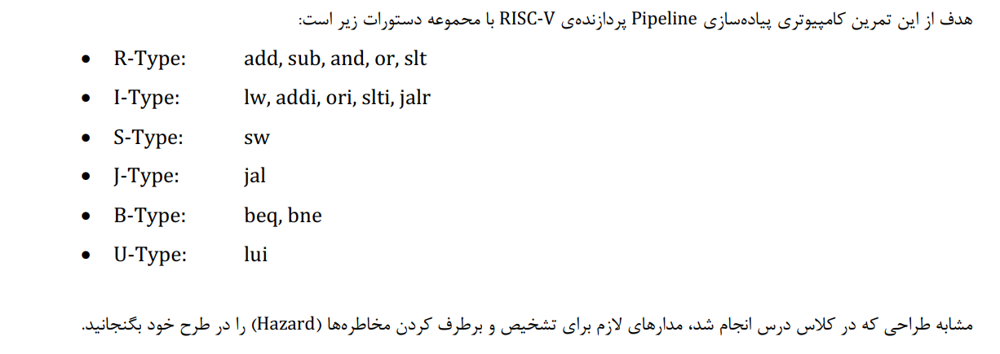 هدف از این تمرین کامپیوتری پیاده‌سازی Pipeline پردازنده‌ی RISC-V با مجموعه دستورات زیر است:
• R-Type: add, sub, and, or, slt
• I-Type: lw, addi, ori, slti, jalr
• S-Type: sw
• J-Type: jal
• B-Type: beq, bne
• U-Type: lui
مشابه طراحی که در کلاس درس انجام شد، مدارهای لازم برای تشخیص و برطرف کردن مخاطره‌ها (Hazard) را در طرح خود بگنجانید.